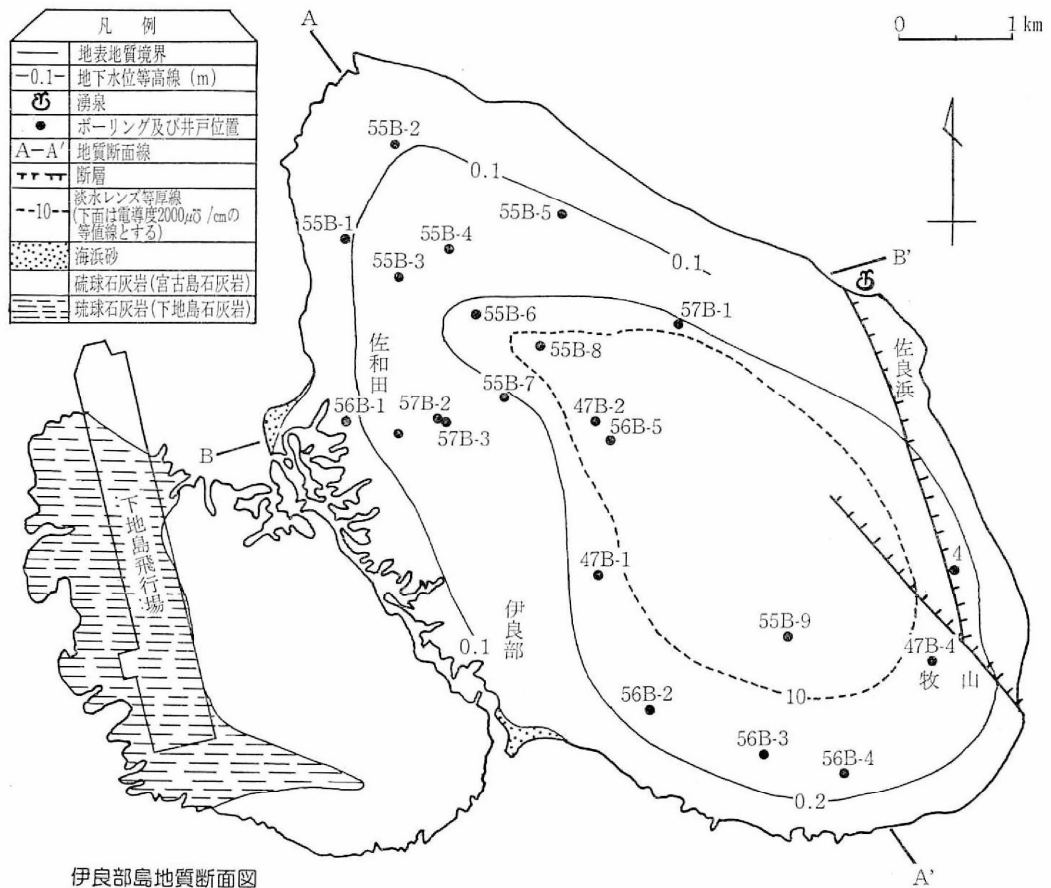 凡 例
地表地質境界
-0.1- 地下水位等高線 (m)
湧泉
ボーリング及び井戸位置
A-A' 地質断面線
断層
--10-- 淡水レンズ等厚線
(下面は電導度2000μ℧/cmの
等値線とする)
海浜砂
硫球石灰岩(宮古島石灰岩)
琉球石灰岩(下地島石灰岩)
0 1 km
A
55B-2
0.1
55B-5
55B-1
55B-4
0.1
B'
55B-3
55B-6
57B-1
佐和田
55B-8
佐良浜
55B-7
56B-1
57B-2
57B-3
47B-2
56B-5
B
下地島飛行場
47B-1
4
伊良部
0.1
55B-9
47B-4
牧山
10
56B-2
56B-3
56B-4
0.2
A'
伊良部島地質断面図